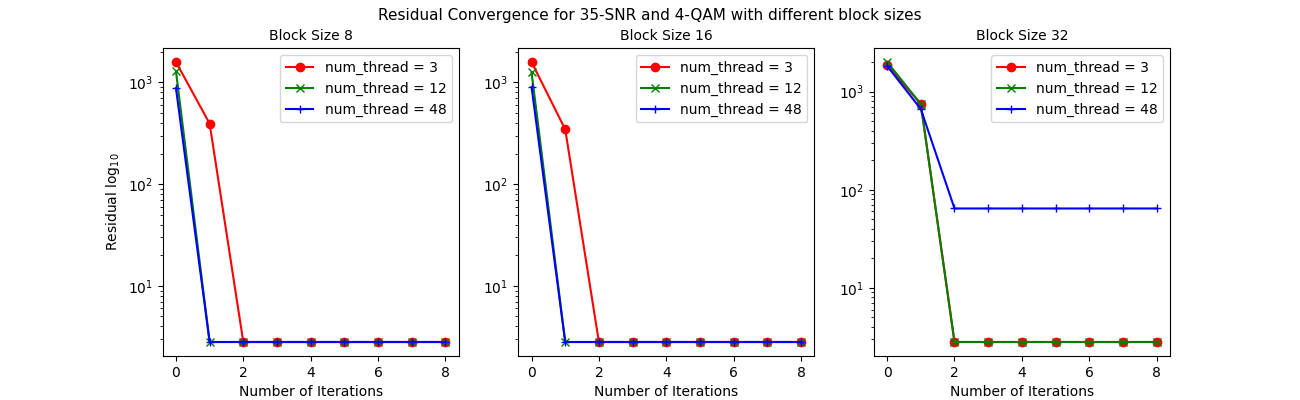 Residual Convergence for 35-SNR and 4-QAM with different block sizes
Block Size 8
num_thread = 3
num_thread = 12
num_thread = 48
10³
10²
10¹
Residual log₁₀
0 2 4 6 8
Number of Iterations
Block Size 16
num_thread = 3
num_thread = 12
num_thread = 48
10³
10²
10¹
0 2 4 6 8
Number of Iterations
Block Size 32
num_thread = 3
num_thread = 12
num_thread = 48
10³
10²
10¹
0 2 4 6 8
Number of Iterations